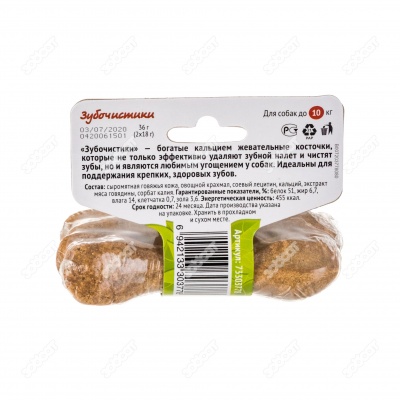 Зубочистики
36 г
(2x18 г)
03/07/2020
0420061501
Для собак до 10 кг
«Зубочистики» — богатые кальцием жевательные косточки,
которые не только эффективно удаляют зубной налет и чистят
зубы, но и являются любимым угощением у собак. Идеальны для
поддержания крепких, здоровых зубов.
Состав: сыромятная говяжья кожа, овощной крахмал, соевый лецитин, кальций, экстракт
мяса говядины, сорбат калия. Гарантированные показатели, %: белок 51, жир 6,7,
влага 14, клетчатка 0,7, зола 3,6. Энергетическая ценность: 455 ккал.
Срок годности: 24 месяца. Дата производства указана
на упаковке. Хранить в прохладном
и сухом месте.